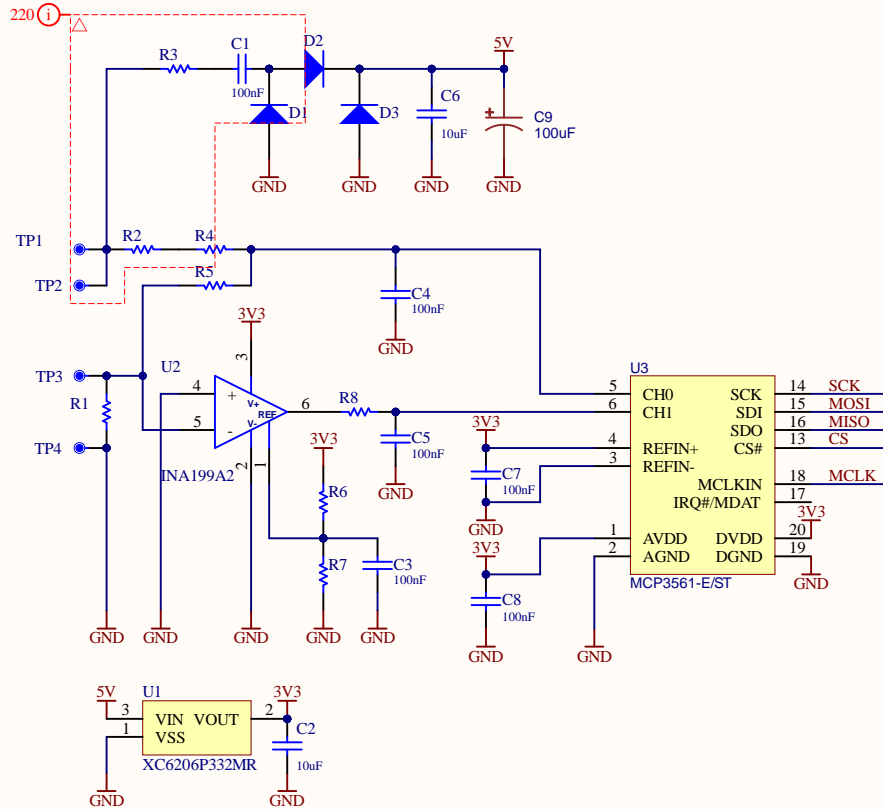 220 i
R3
C1
100nF
D2
D1
D3
5V
C6
10uF
+
C9
100uF
GND
GND
GND
GND
TP1
R2
R4
TP2
R5
C4
100nF
GND
3V3
TP3
U2
3
4
+
V+
REF
V-
6
R8
5
-
R1
TP4
INA199A2
2
1
3V3
C5
100nF
GND
R6
R7
C3
100nF
GND
GND
GND
GND
GND
U3
5
CH0
SCK
14
SCK
6
CH1
SDI
15
MOSI
SDO
16
MISO
3V3
4
REFIN+
CS#
13
CS
3
REFIN-
C7
100nF
MCLKIN
18
MCLK
IRQ#/MDAT
17
GND
3V3
3V3
1
AVDD
DVDD
20
2
AGND
DGND
19
GND
MCP3561-E/ST
C8
100nF
GND
GND
5V
U1
3V3
3
VIN
VOUT
2
1
VSS
C2
10uF
XC6206P332MR
GND
GND